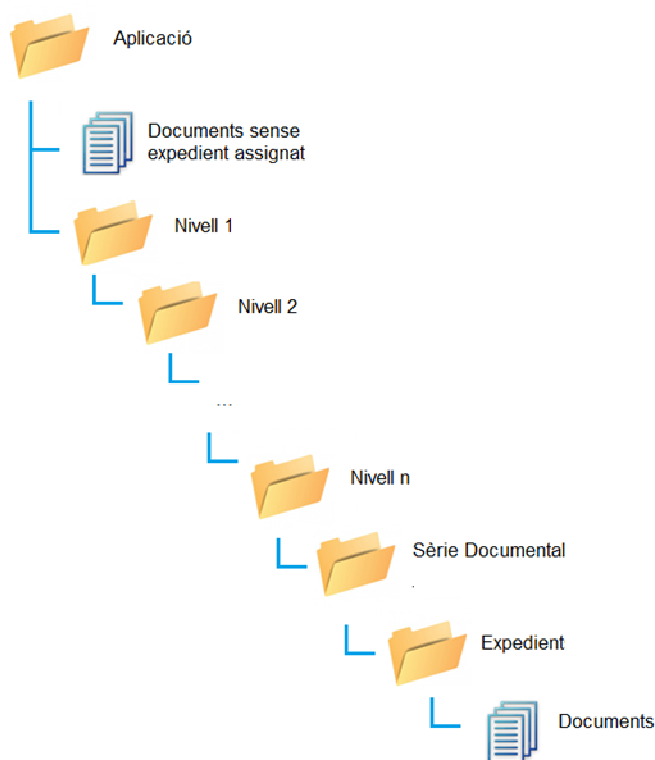 Aplicació
Documents sense
expedient assignat
Nivell 1
Nivell 2
...
Nivell n
Sèrie Documental
.
Expedient
Documents